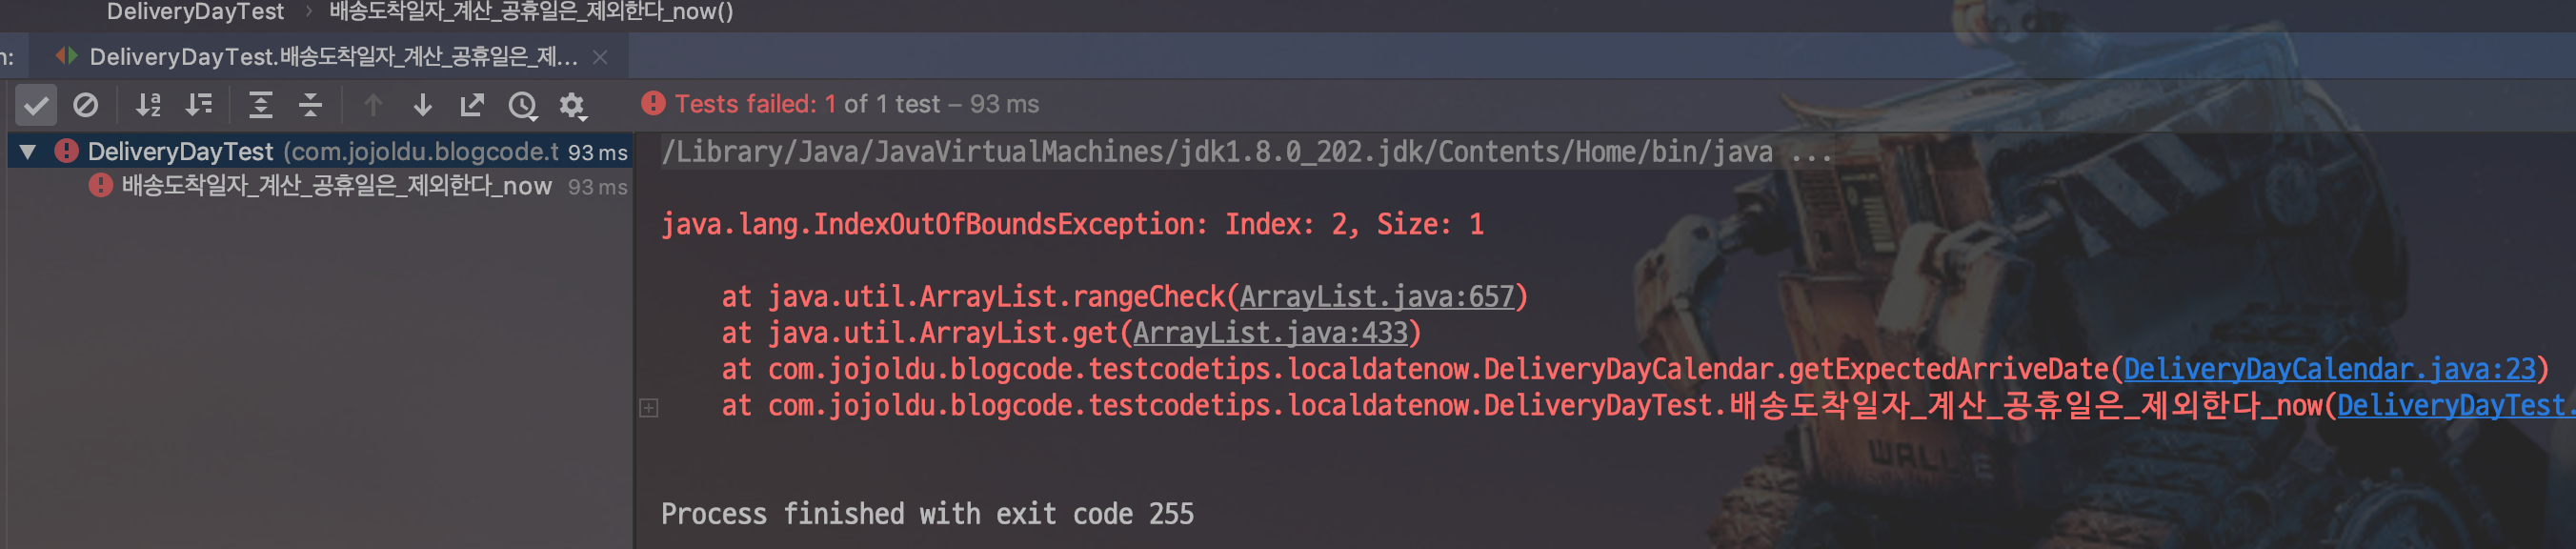 DeliveryDayTest › 배송도착일자_계산_공휴일은_제외한다_now()
n: DeliveryDayTest.배송도착일자_계산_공휴일은_제... ×
Tests failed: 1 of 1 test – 93 ms
DeliveryDayTest (com.jojoldu.blogcode.t 93 ms
/Library/Java/JavaVirtualMachines/jdk1.8.0_202.jdk/Contents/Home/bin/java ...
배송도착일자_계산_공휴일은_제외한다_now 93 ms
java.lang.IndexOutOfBoundsException: Index: 2, Size: 1
at java.util.ArrayList.rangeCheck(ArrayList.java:657)
at java.util.ArrayList.get(ArrayList.java:433)
at com.jojoldu.blogcode.testcodetips.localdatenow.DeliveryDayCalendar.getExpectedArriveDate(DeliveryDayCalendar.java:23)
at com.jojoldu.blogcode.testcodetips.localdatenow.DeliveryDayTest.배송도착일자_계산_공휴일은_제외한다_now(DeliveryDayTest.
WALL
Process finished with exit code 255